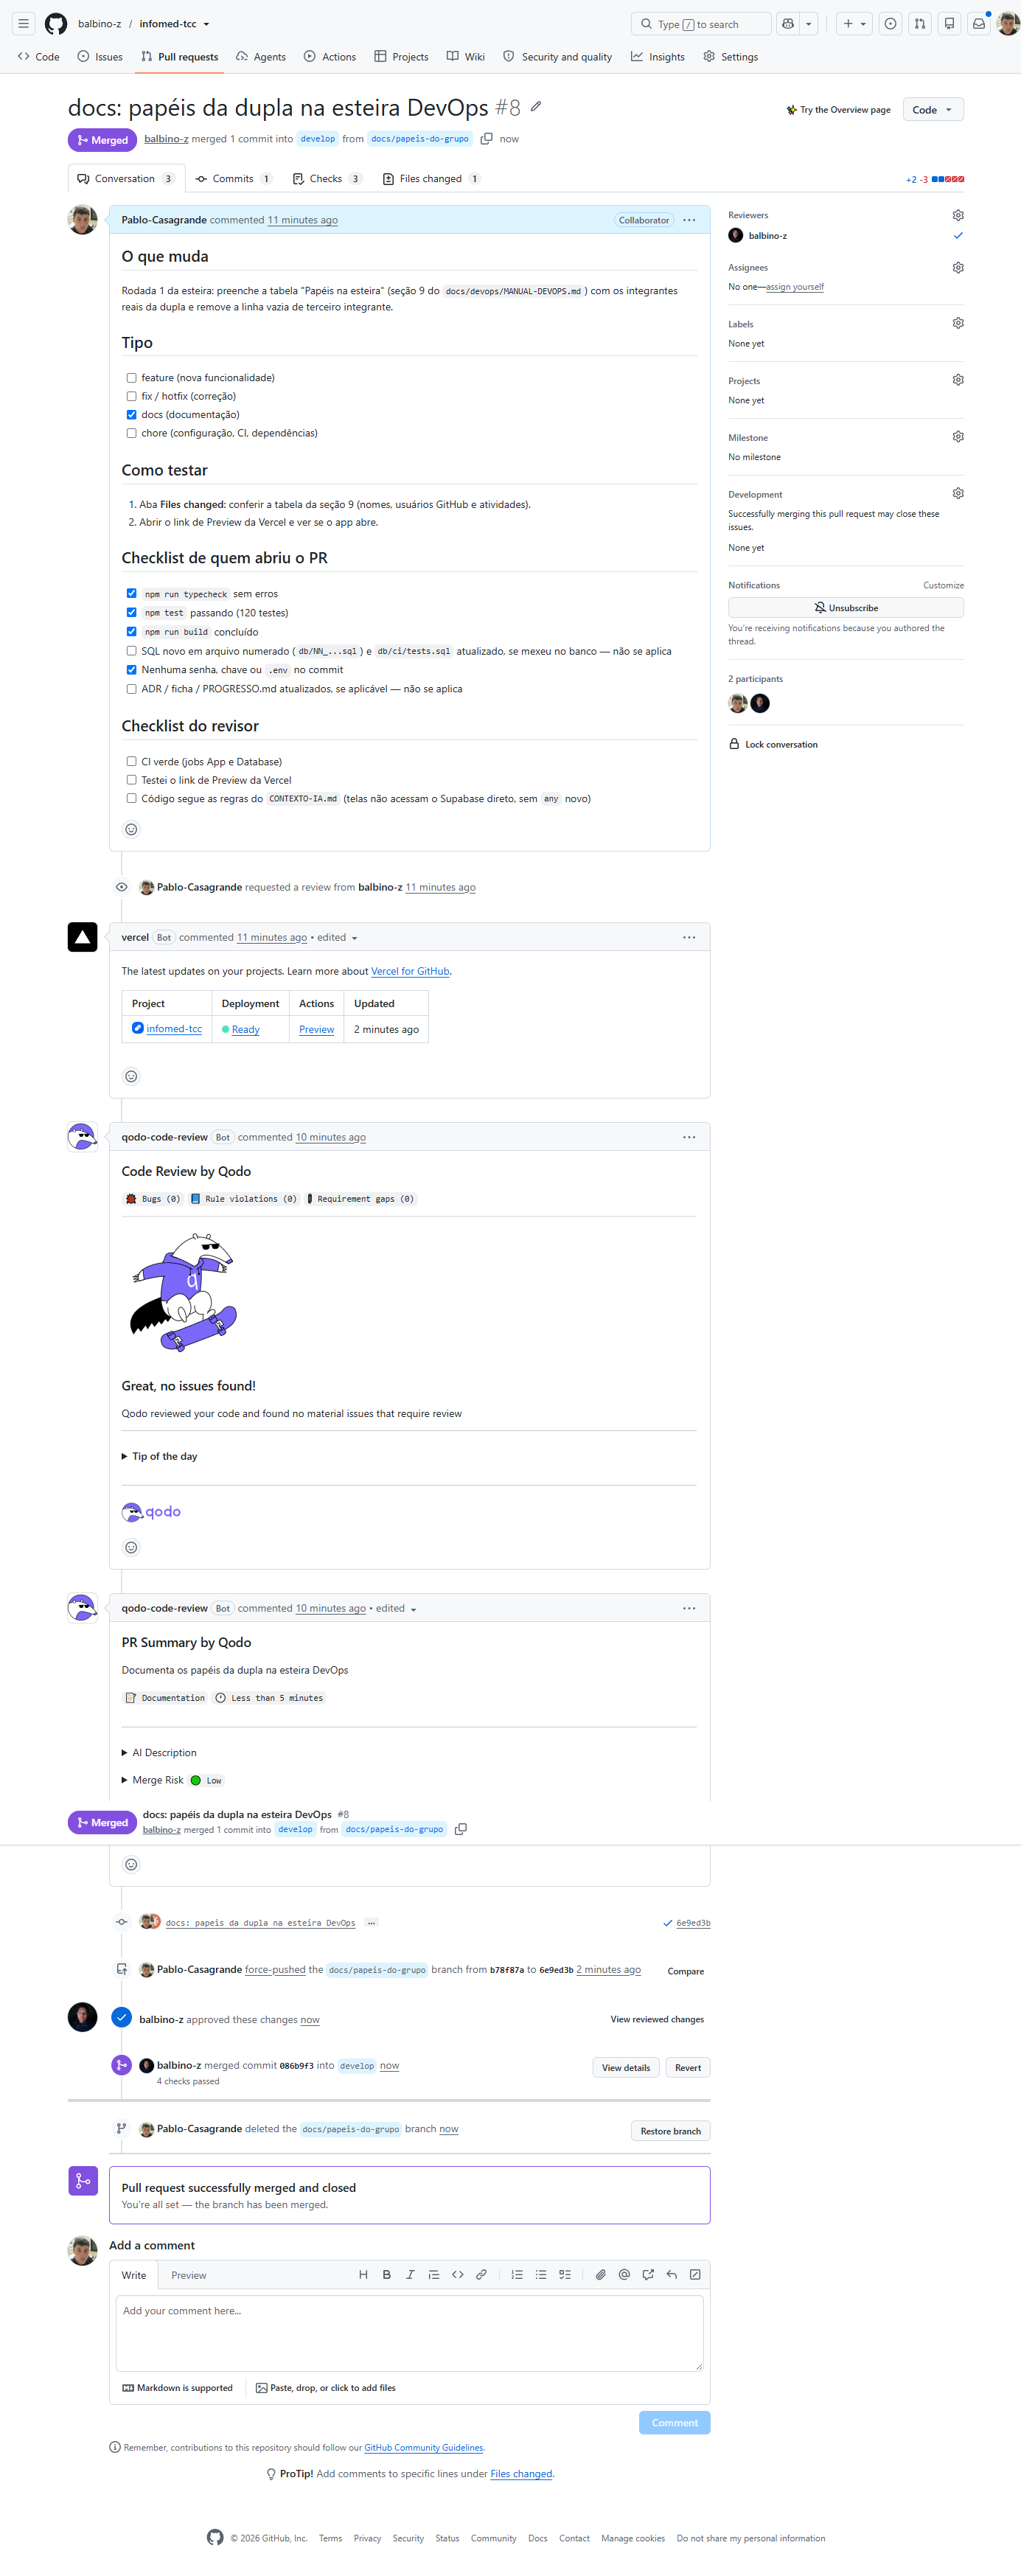 balbino-z / infomed-tcc
Type / to search
Code Issues Pull requests Agents Actions Projects Wiki Security and quality Insights Settings
docs: papéis da dupla na esteira DevOps #8
Try the Overview page
Code
Merged
balbino-z merged 1 commit into develop from docs/papeis-do-grupo now
Conversation 3 Commits 1 Checks 3 Files changed 1
+2 -3
Pablo-Casagrande commented 11 minutes ago
Collaborator
O que muda
Rodada 1 da esteira: preenche a tabela "Papéis na esteira" (seção 9 do docs/devops/MANUAL-DEVOPS.md ) com os integrantes
reais da dupla e remove a linha vazia de terceiro integrante.
Tipo
feature (nova funcionalidade)
fix / hotfix (correção)
docs (documentação)
chore (configuração, CI, dependências)
Como testar
1. Aba Files changed: conferir a tabela da seção 9 (nomes, usuários GitHub e atividades).
2. Abrir o link de Preview da Vercel e ver se o app abre.
Checklist de quem abriu o PR
npm run typecheck sem erros
npm test passando (120 testes)
npm run build concluído
SQL novo em arquivo numerado ( db/NN_...sql ) e db/ci/tests.sql atualizado, se mexeu no banco — não se aplica
Nenhuma senha, chave ou .env no commit
ADR / ficha / PROGRESSO.md atualizados, se aplicável — não se aplica
Checklist do revisor
CI verde (jobs App e Database)
Testei o link de Preview da Vercel
Código segue as regras do CONTEXTO-IA.md (telas não acessam o Supabase direto, sem any novo)
Reviewers
balbino-z
Assignees
No one—assign yourself
Labels
None yet
Projects
None yet
Milestone
No milestone
Development
Successfully merging this pull request may close these
issues.
None yet
Notifications Customize
Unsubscribe
You're receiving notifications because you authored the
thread.
2 participants
Lock conversation
Pablo-Casagrande requested a review from balbino-z 11 minutes ago
vercel Bot commented 11 minutes ago • edited
The latest updates on your projects. Learn more about Vercel for GitHub.
Project Deployment Actions Updated
infomed-tcc Ready Preview 2 minutes ago
qodo-code-review Bot commented 10 minutes ago
Code Review by Qodo
Bugs (0) Rule violations (0) Requirement gaps (0)
q
Great, no issues found!
Qodo reviewed your code and found no material issues that require review
Tip of the day
qodo
qodo-code-review Bot commented 10 minutes ago • edited
PR Summary by Qodo
Documenta os papéis da dupla na esteira DevOps
Documentation Less than 5 minutes
AI Description
Merge Risk Low
Merged
docs: papéis da dupla na esteira DevOps #8
balbino-z merged 1 commit into develop from docs/papeis-do-grupo
docs: papeis da dupla na esteira DevOps ... 6e9ed3b
Pablo-Casagrande force-pushed the docs/papeis-do-grupo branch from b78f87a to 6e9ed3b 2 minutes ago Compare
balbino-z approved these changes now View reviewed changes
balbino-z merged commit 086b9f3 into develop now View details Revert
4 checks passed
Pablo-Casagrande deleted the docs/papeis-do-grupo branch now Restore branch
Pull request successfully merged and closed
You're all set — the branch has been merged.
Add a comment
Write Preview
Add your comment here...
Markdown is supported Paste, drop, or click to add files
Comment
Remember, contributions to this repository should follow our GitHub Community Guidelines.
ProTip! Add comments to specific lines under Files changed.
© 2026 GitHub, Inc. Terms Privacy Security Status Community Docs Contact Manage cookies Do not share my personal information